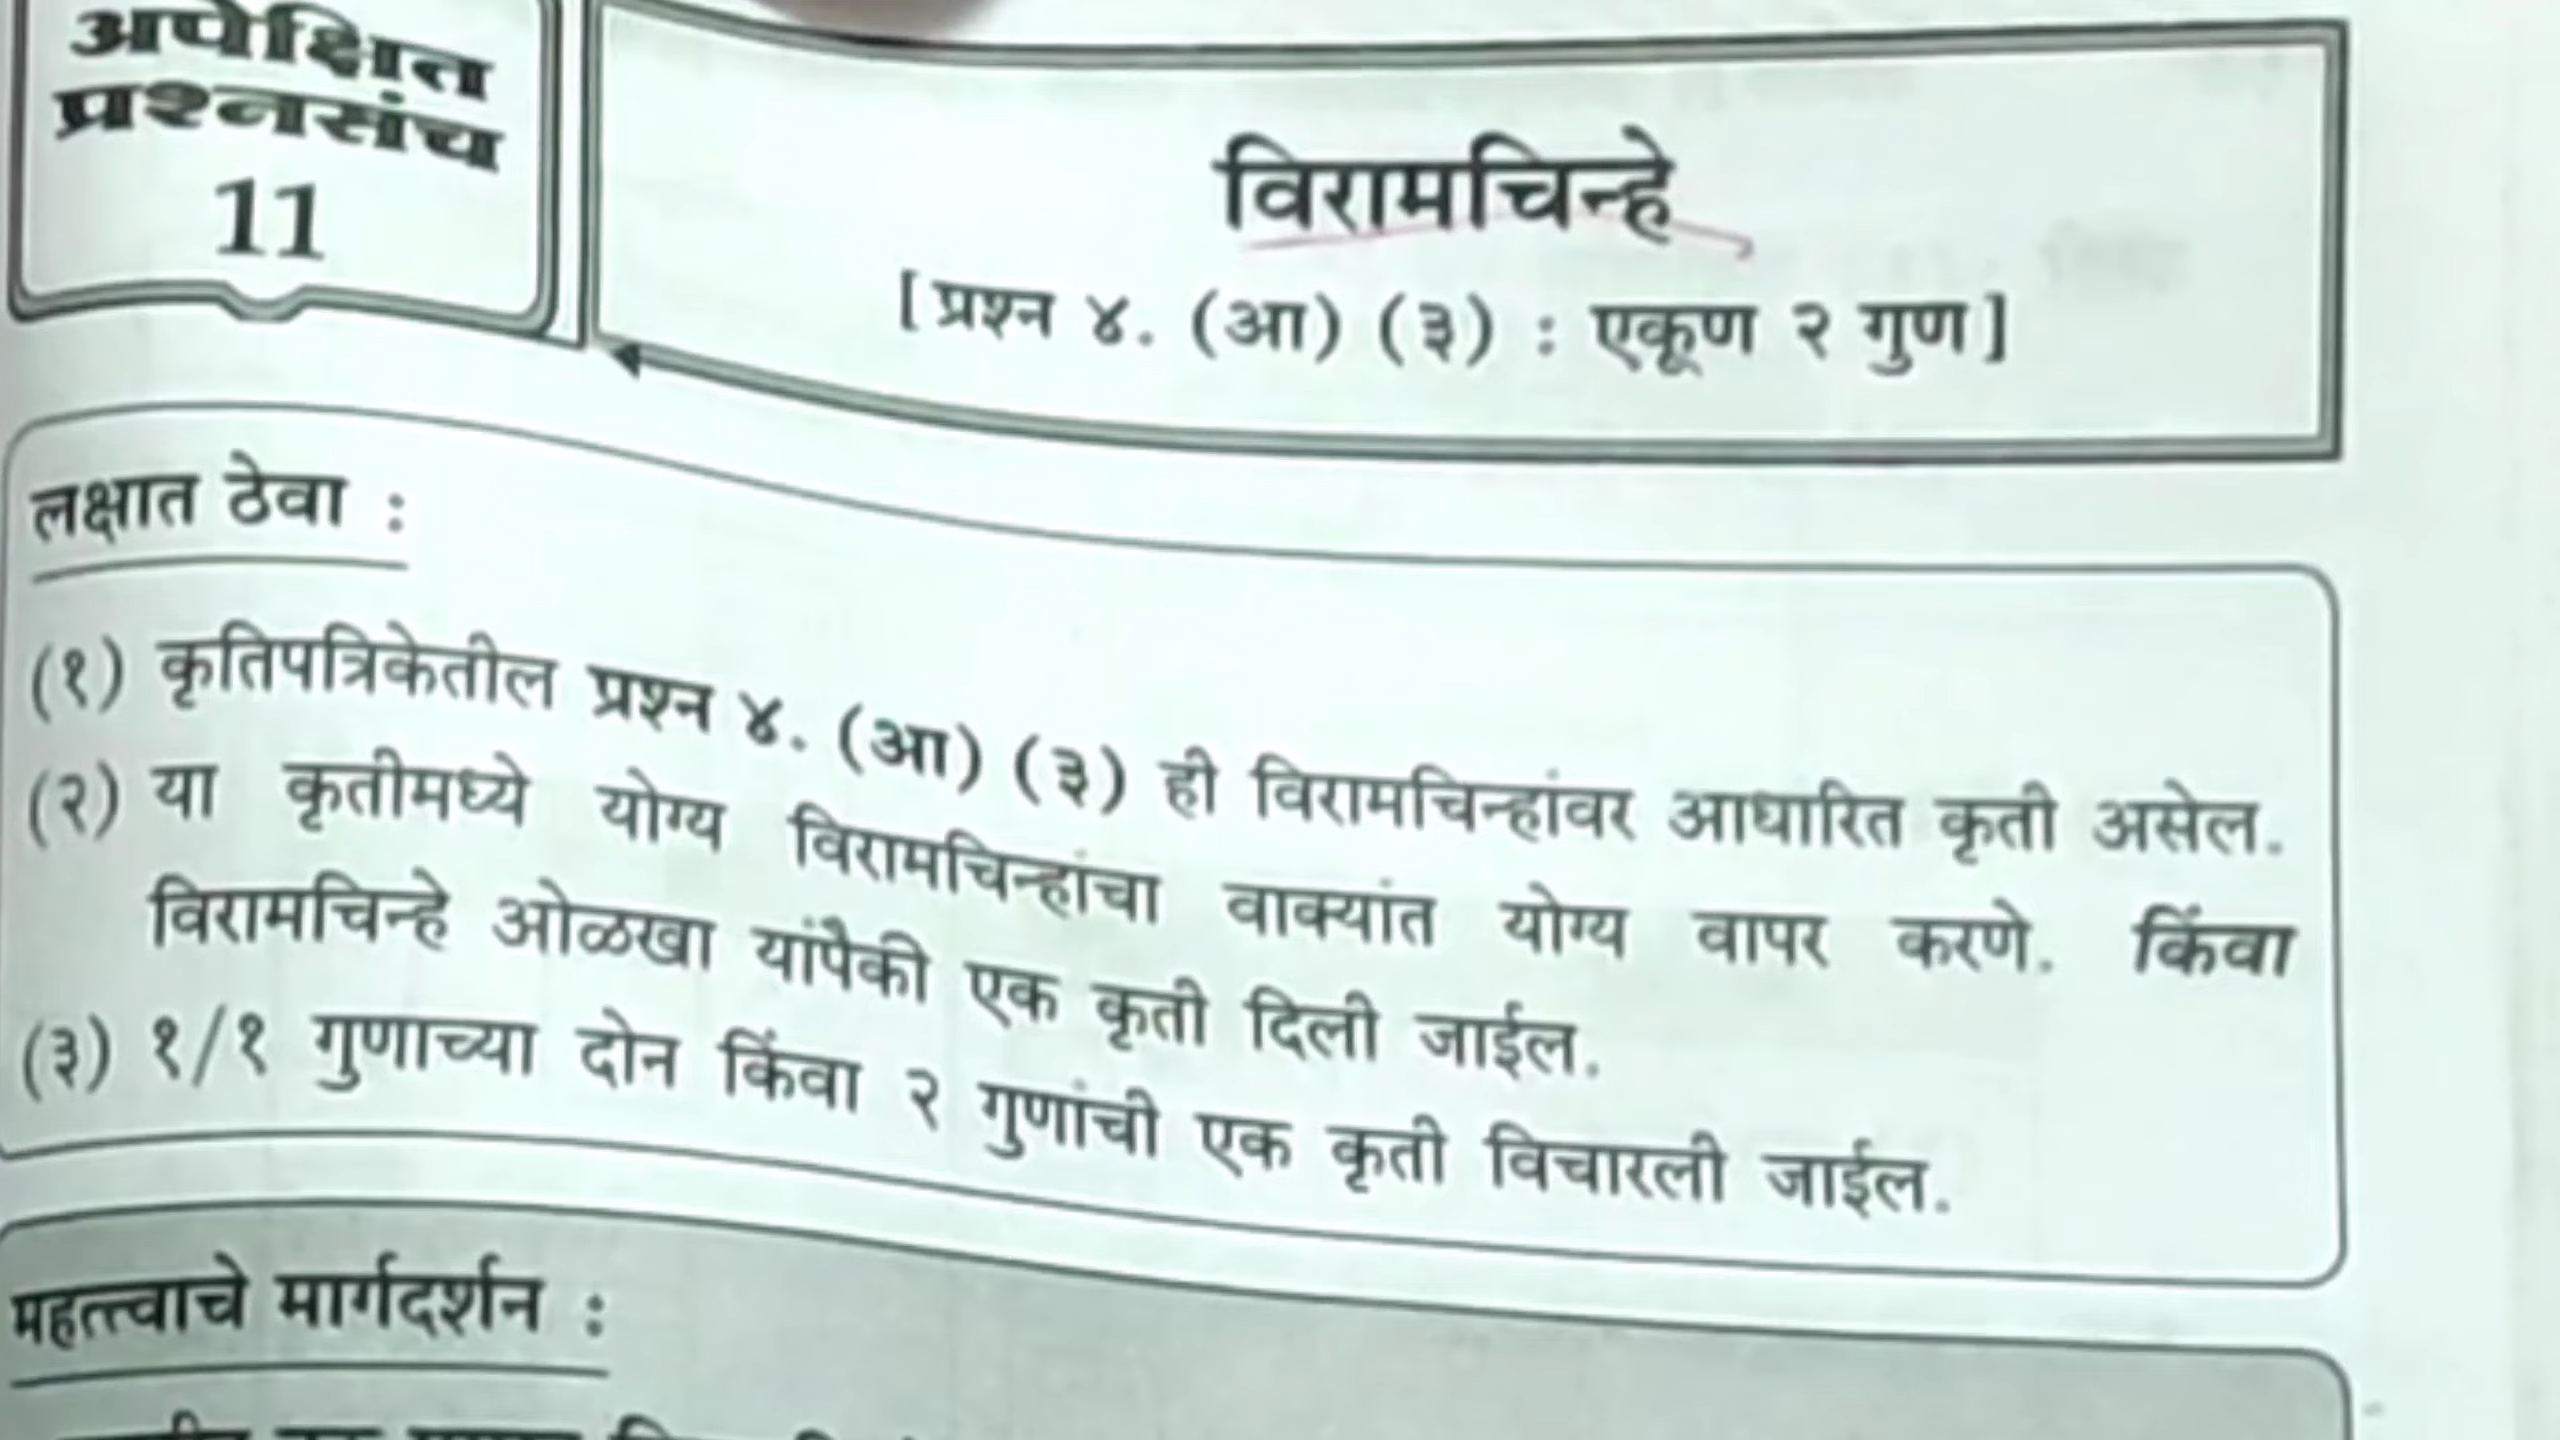 अपेक्षित
प्रश्नसंच
11
विरामचिन्हे
[प्रश्न ४. (आ) (३) : एकूण २ गुण]
लक्षात ठेवा :
(१) कृतिपत्रिकेतील प्रश्न ४. (आ) (३) ही विरामचिन्हांवर आधारित कृती असेल.
(२) या कृतीमध्ये योग्य विरामचिन्हांचा वाक्यांत योग्य वापर करणे. किंवा
विरामचिन्हे ओळखा यांपैकी एक कृती दिली जाईल.
(३) १/१ गुणाच्या दोन किंवा २ गुणांची एक कृती विचारली जाईल.
महत्त्वाचे मार्गदर्शन :